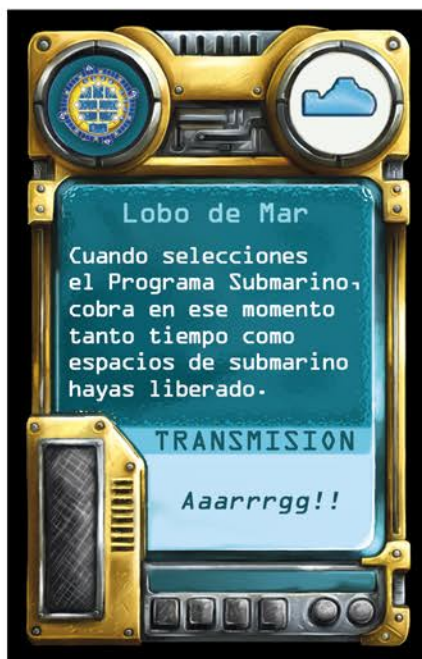 Lobo de Mar
Cuando selecciones
el Programa Submarino,
cobra en ese momento
tanto tiempo como
espacios de submarino
hayas liberado.
TRANSMISION
Aaarrrgg!!